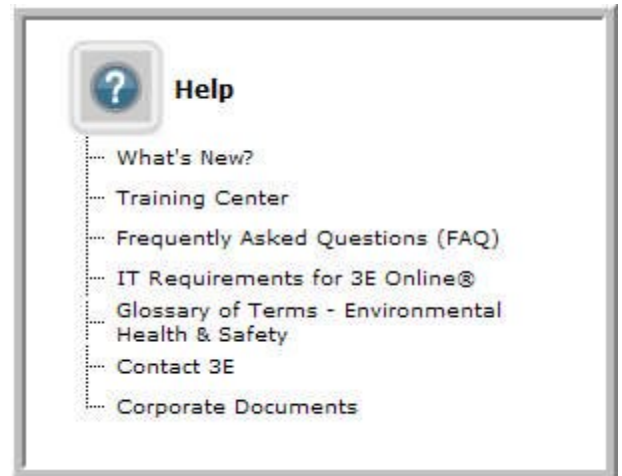 Help
What's New?
Training Center
Frequently Asked Questions (FAQ)
IT Requirements for 3E Online®
Glossary of Terms - Environmental
Health & Safety
Contact 3E
Corporate Documents